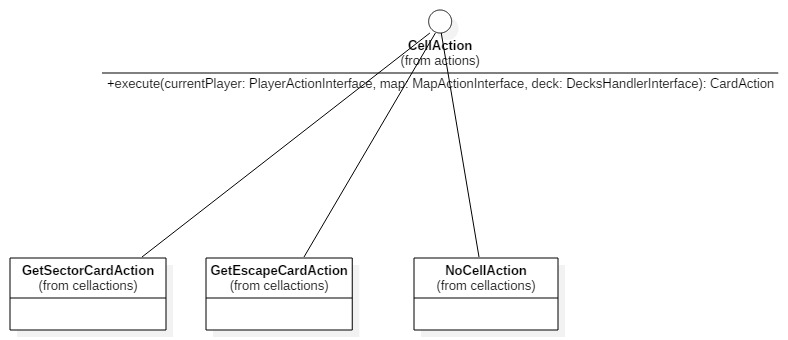 CellAction
(from actions)
+execute(currentPlayer: PlayerActionInterface, map: MapActionInterface, deck: DecksHandlerInterface): CardAction
GetSectorCardAction
(from cellactions)
GetEscapeCardAction
(from cellactions)
NoCellAction
(from cellactions)